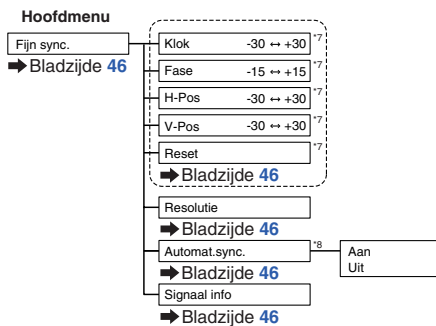 Hoofdmenu
Fijn sync.
➡Bladzijde 46
Klok -30 ↔ +30 *7
Fase -15 ↔ +15 *7
H-Pos -30 ↔ +30 *7
V-Pos -30 ↔ +30 *7
Reset *7
➡Bladzijde 46
Resolutie
➡Bladzijde 46
Automat.sync. *8
Aan
Uit
➡Bladzijde 46
Signaal info
➡Bladzijde 46